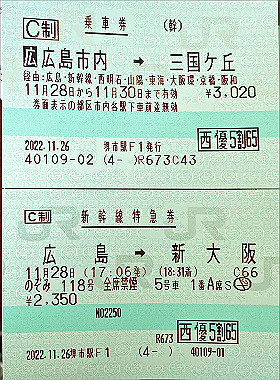 C制 乗車券 (幹)
広 広島市内 → 三国ケ丘
経由:広島・新幹線・西明石・山陽・東海・大阪環・京橋・阪和
11月28日から11月30日まで有効 ¥3,020
券面表示の都区市内各駅下車前途無効
西優5割65
2022.11.26 堺市駅F1発行
40109-02 (4- )R673C43
C制 新幹線特急券
広島 → 新大阪
11月28日 (17:06発) (18:31着) C66
のぞみ 118号 全席禁煙 5号車 1番A席
¥2,350
N02250
R673 西優5割65
2022.11.26堺市駅F1 (4- ) 40109-01